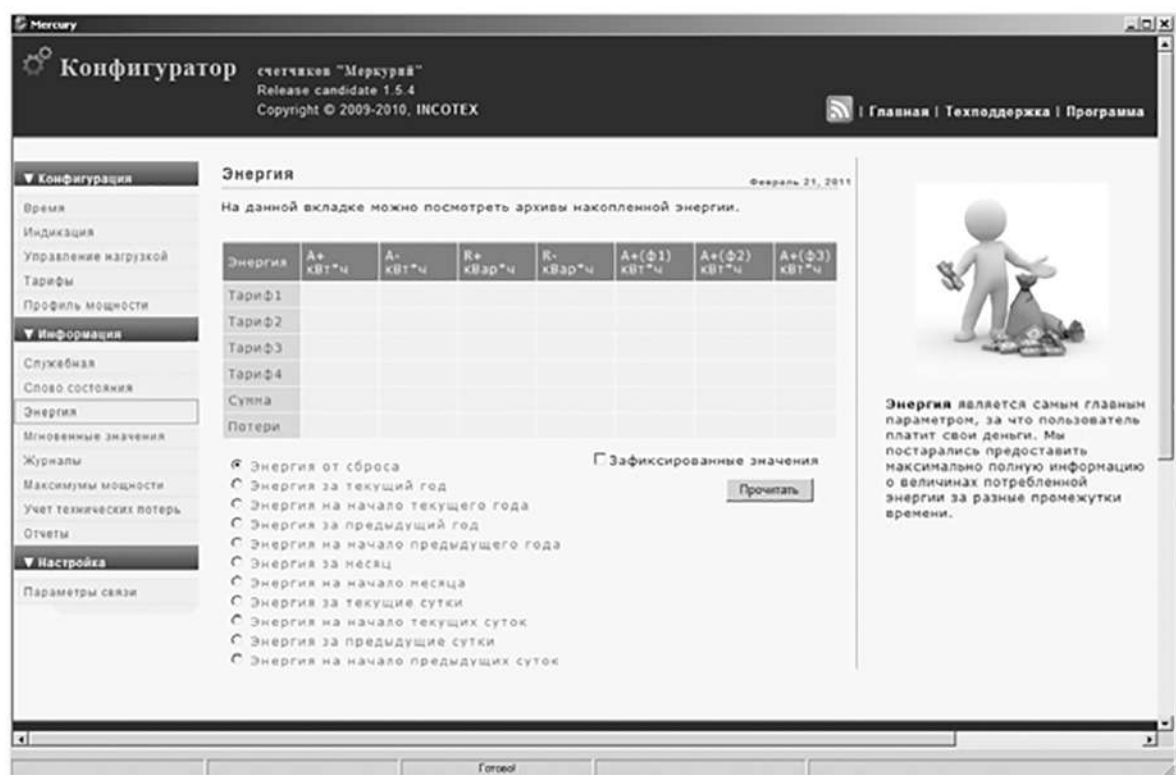 Mercury
Конфигуратор счетчиков "Меркурий"
Release candidate 1.5.4
Copyright © 2009-2010, INCOTEX
| Главная | Техподдержка | Программа
▼ Конфигурация
Время
Индикация
Управление нагрузкой
Тарифы
Профиль мощности
▼ Информация
Служебная
Слово состояния
Энергия
Мгновенные значения
Журналы
Максимумы мощности
Учет технических потерь
Отчеты
▼ Настройка
Параметры связи
Энергия
Февраль 21, 2011
На данной вкладке можно посмотреть архивы накопленной энергии.
Энергия A+ кВт*ч A- кВт*ч R+ кВар*ч R- кВар*ч A+(ф1) кВт*ч A+(ф2) кВт*ч A+(ф3) кВт*ч
Тариф1
Тариф2
Тариф3
Тариф4
Сумма
Потери
Энергия от сброса
Энергия за текущий год
Энергия на начало текущего года
Энергия за предыдущий год
Энергия на начало предыдущего года
Энергия за месяц
Энергия на начало месяца
Энергия за текущие сутки
Энергия на начало текущих суток
Энергия за предыдущие сутки
Энергия на начало предыдущих суток
Зафиксированные значения
Прочитать
Энергия является самым главным
параметром, за что пользователь
платит свои деньги. Мы
постарались предоставить
максимально полную информацию
о величинах потребленной
энергии за разные промежутки
времени.
Готово!